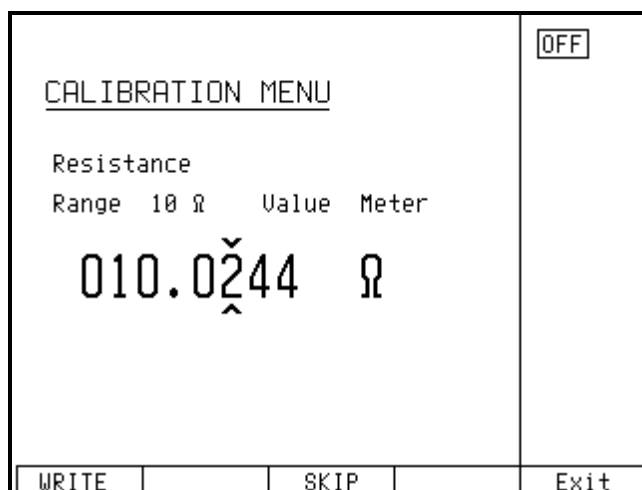 OFF
CALIBRATION MENU
Resistance
Range 10 Ω Value Meter
010.0244 Ω
WRITE SKIP Exit